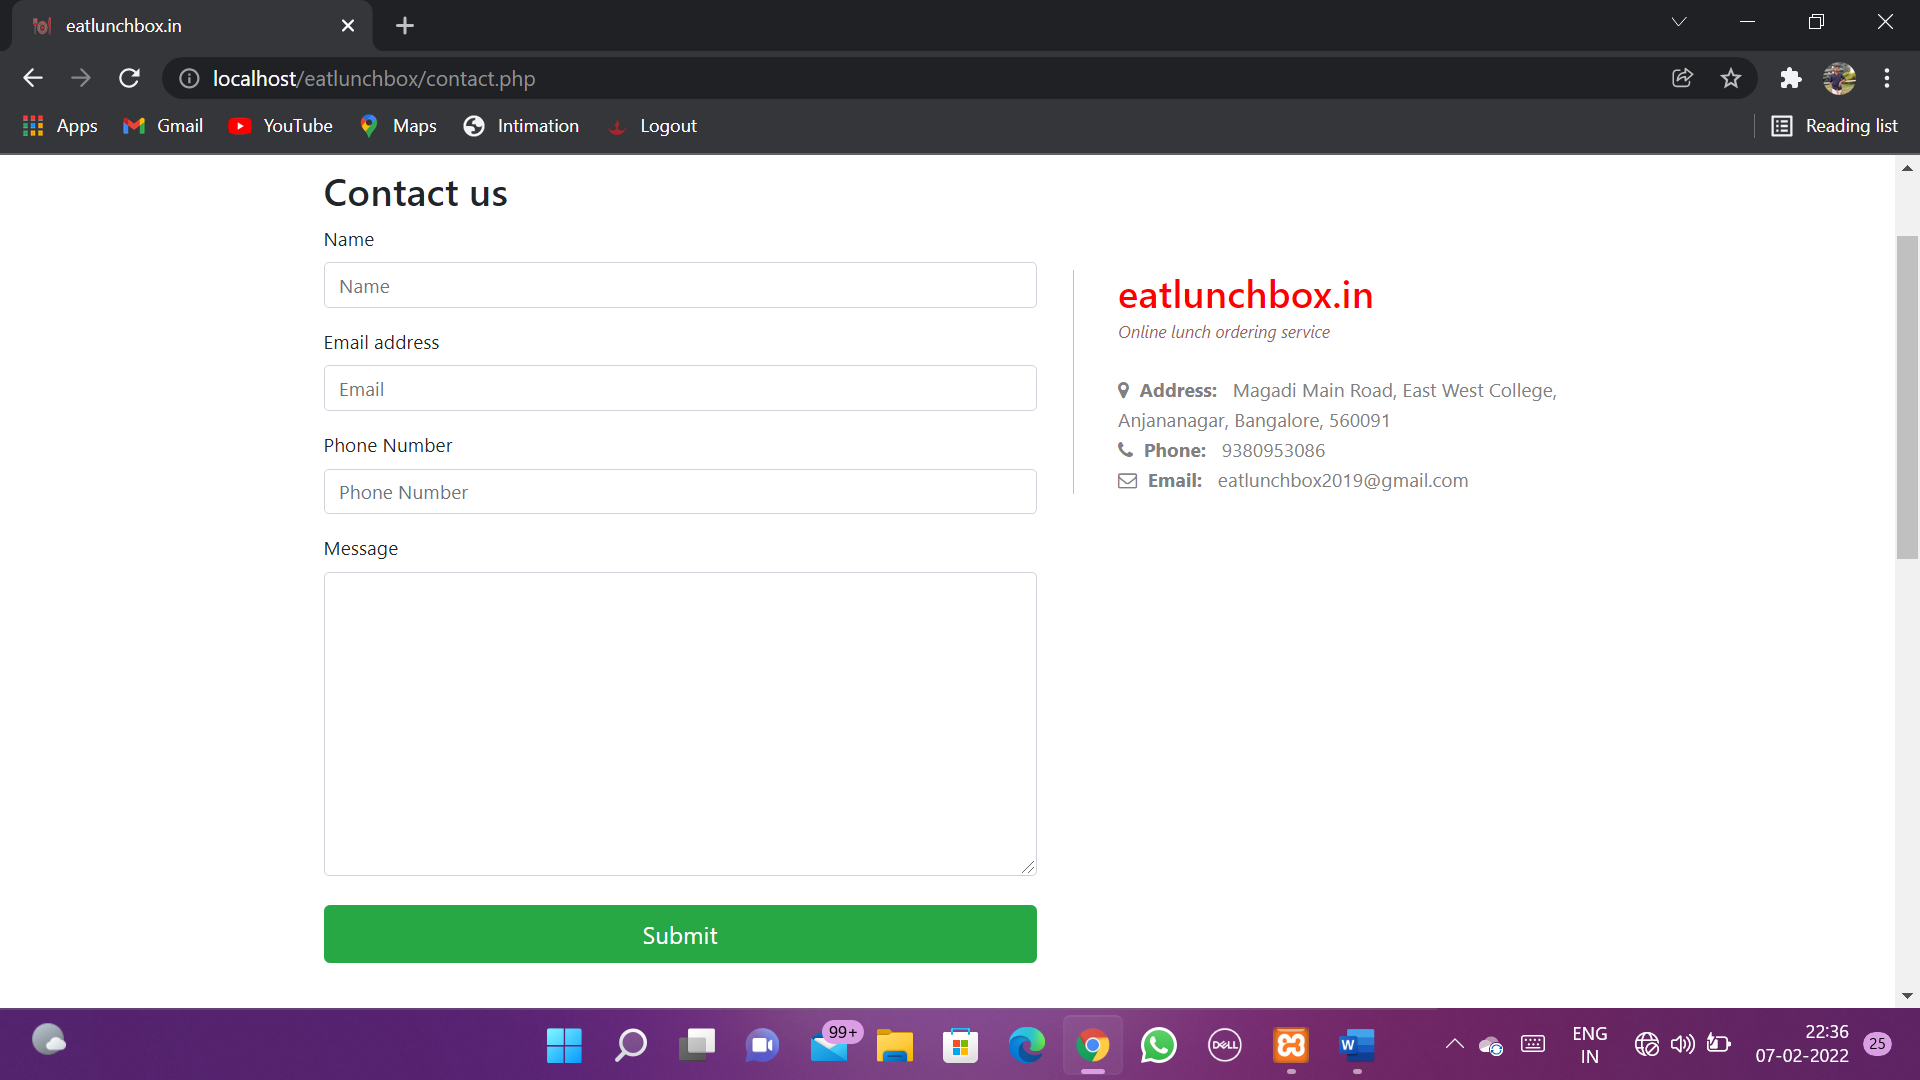 eatlunchbox.in
localhost/eatlunchbox/contact.php
Apps Gmail YouTube Maps Intimation Logout Reading list
Contact us
Name
Name
Email address
Email
Phone Number
Phone Number
Message
Submit
eatlunchbox.in
Online lunch ordering service
Address: Magadi Main Road, East West College,
Anjananagar, Bangalore, 560091
Phone: 9380953086
Email: eatlunchbox2019@gmail.com
99+
DELL
W
ENG
IN
22:36
07-02-2022
25